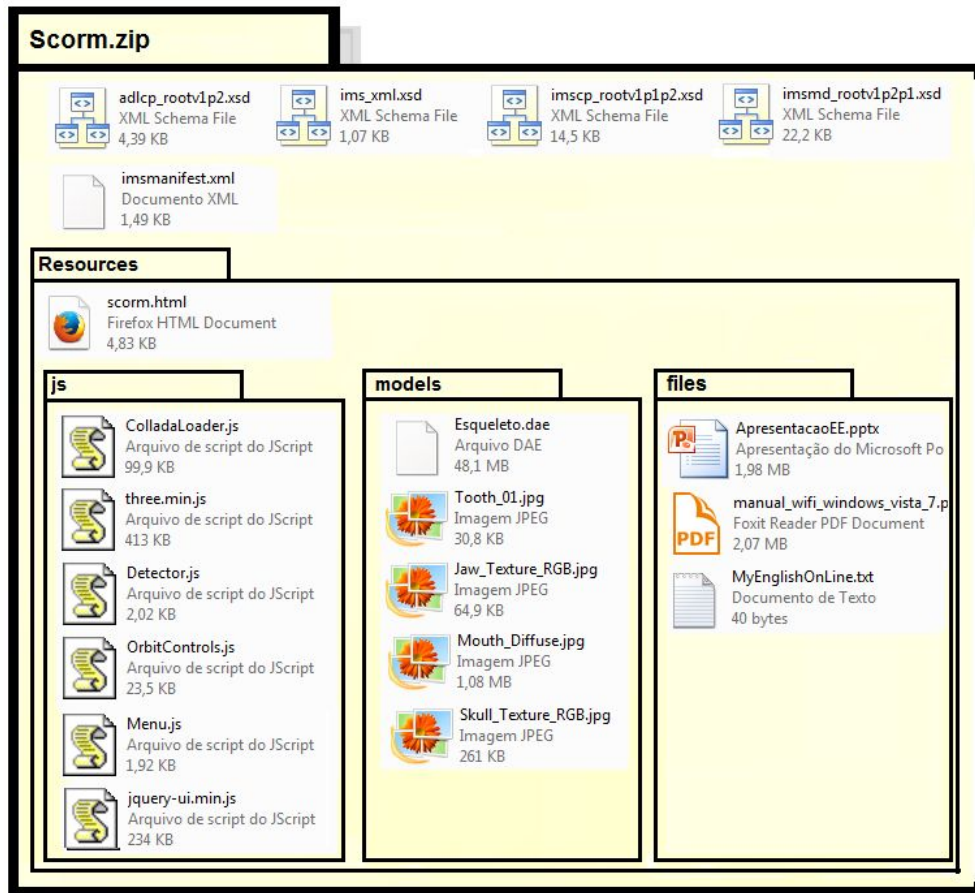 Scorm.zip
adlcp_rootv1p2.xsd
XML Schema File
4,39 KB
ims_xml.xsd
XML Schema File
1,07 KB
imscp_rootv1p1p2.xsd
XML Schema File
14,5 KB
imsmd_rootv1p2p1.xsd
XML Schema File
22,2 KB
imsmanifest.xml
Documento XML
1,49 KB
Resources
scorm.html
Firefox HTML Document
4,83 KB
js
ColladaLoader.js
Arquivo de script do JScript
99,9 KB
three.min.js
Arquivo de script do JScript
413 KB
Detector.js
Arquivo de script do JScript
2,02 KB
OrbitControls.js
Arquivo de script do JScript
23,5 KB
Menu.js
Arquivo de script do JScript
1,92 KB
jquery-ui.min.js
Arquivo de script do JScript
234 KB
models
Esqueleto.dae
Arquivo DAE
48,1 MB
Tooth_01.jpg
Imagem JPEG
30,8 KB
Jaw_Texture_RGB.jpg
Imagem JPEG
64,9 KB
Mouth_Diffuse.jpg
Imagem JPEG
1,08 MB
Skull_Texture_RGB.jpg
Imagem JPEG
261 KB
files
ApresentacaoEE.pptx
Apresentação do Microsoft Po
1,98 MB
PDF
manual_wifi_windows_vista_7.p
Foxit Reader PDF Document
2,07 MB
MyEnglishOnLine.txt
Documento de Texto
40 bytes